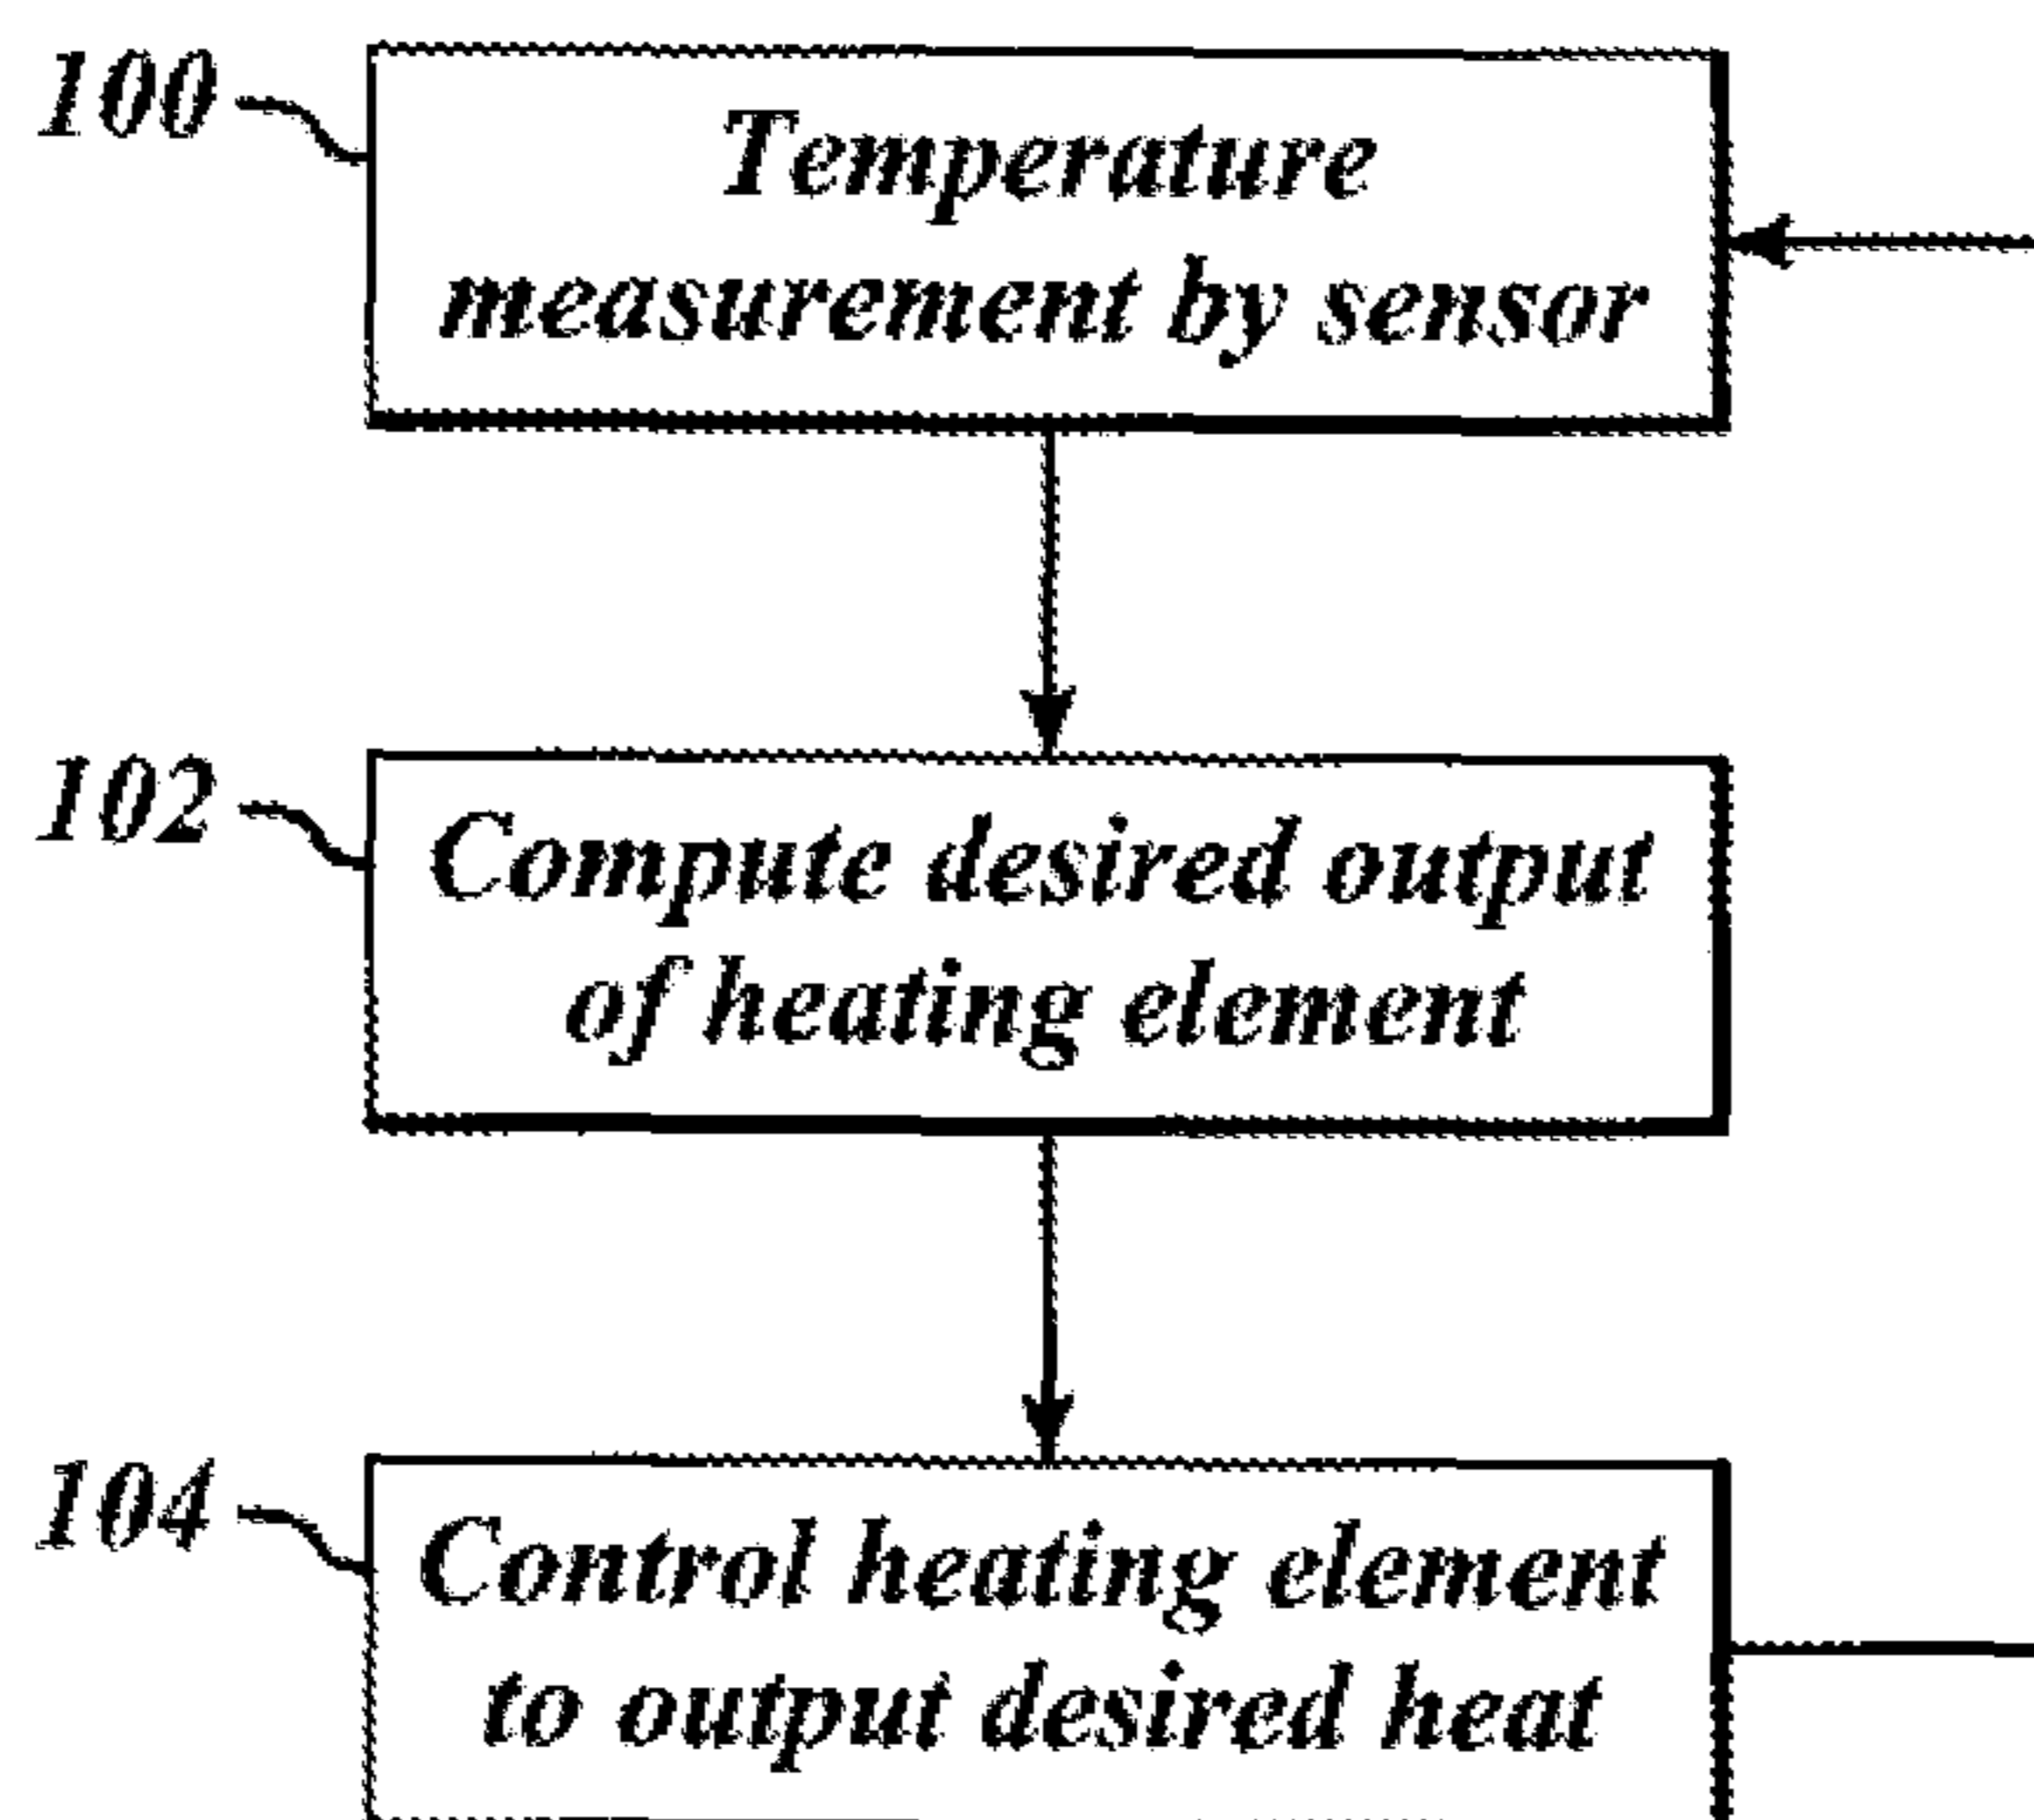 100
Temperature
measurement by sensor
102
Compute desired output
of heating element
104
Control heating element
to output desired heat